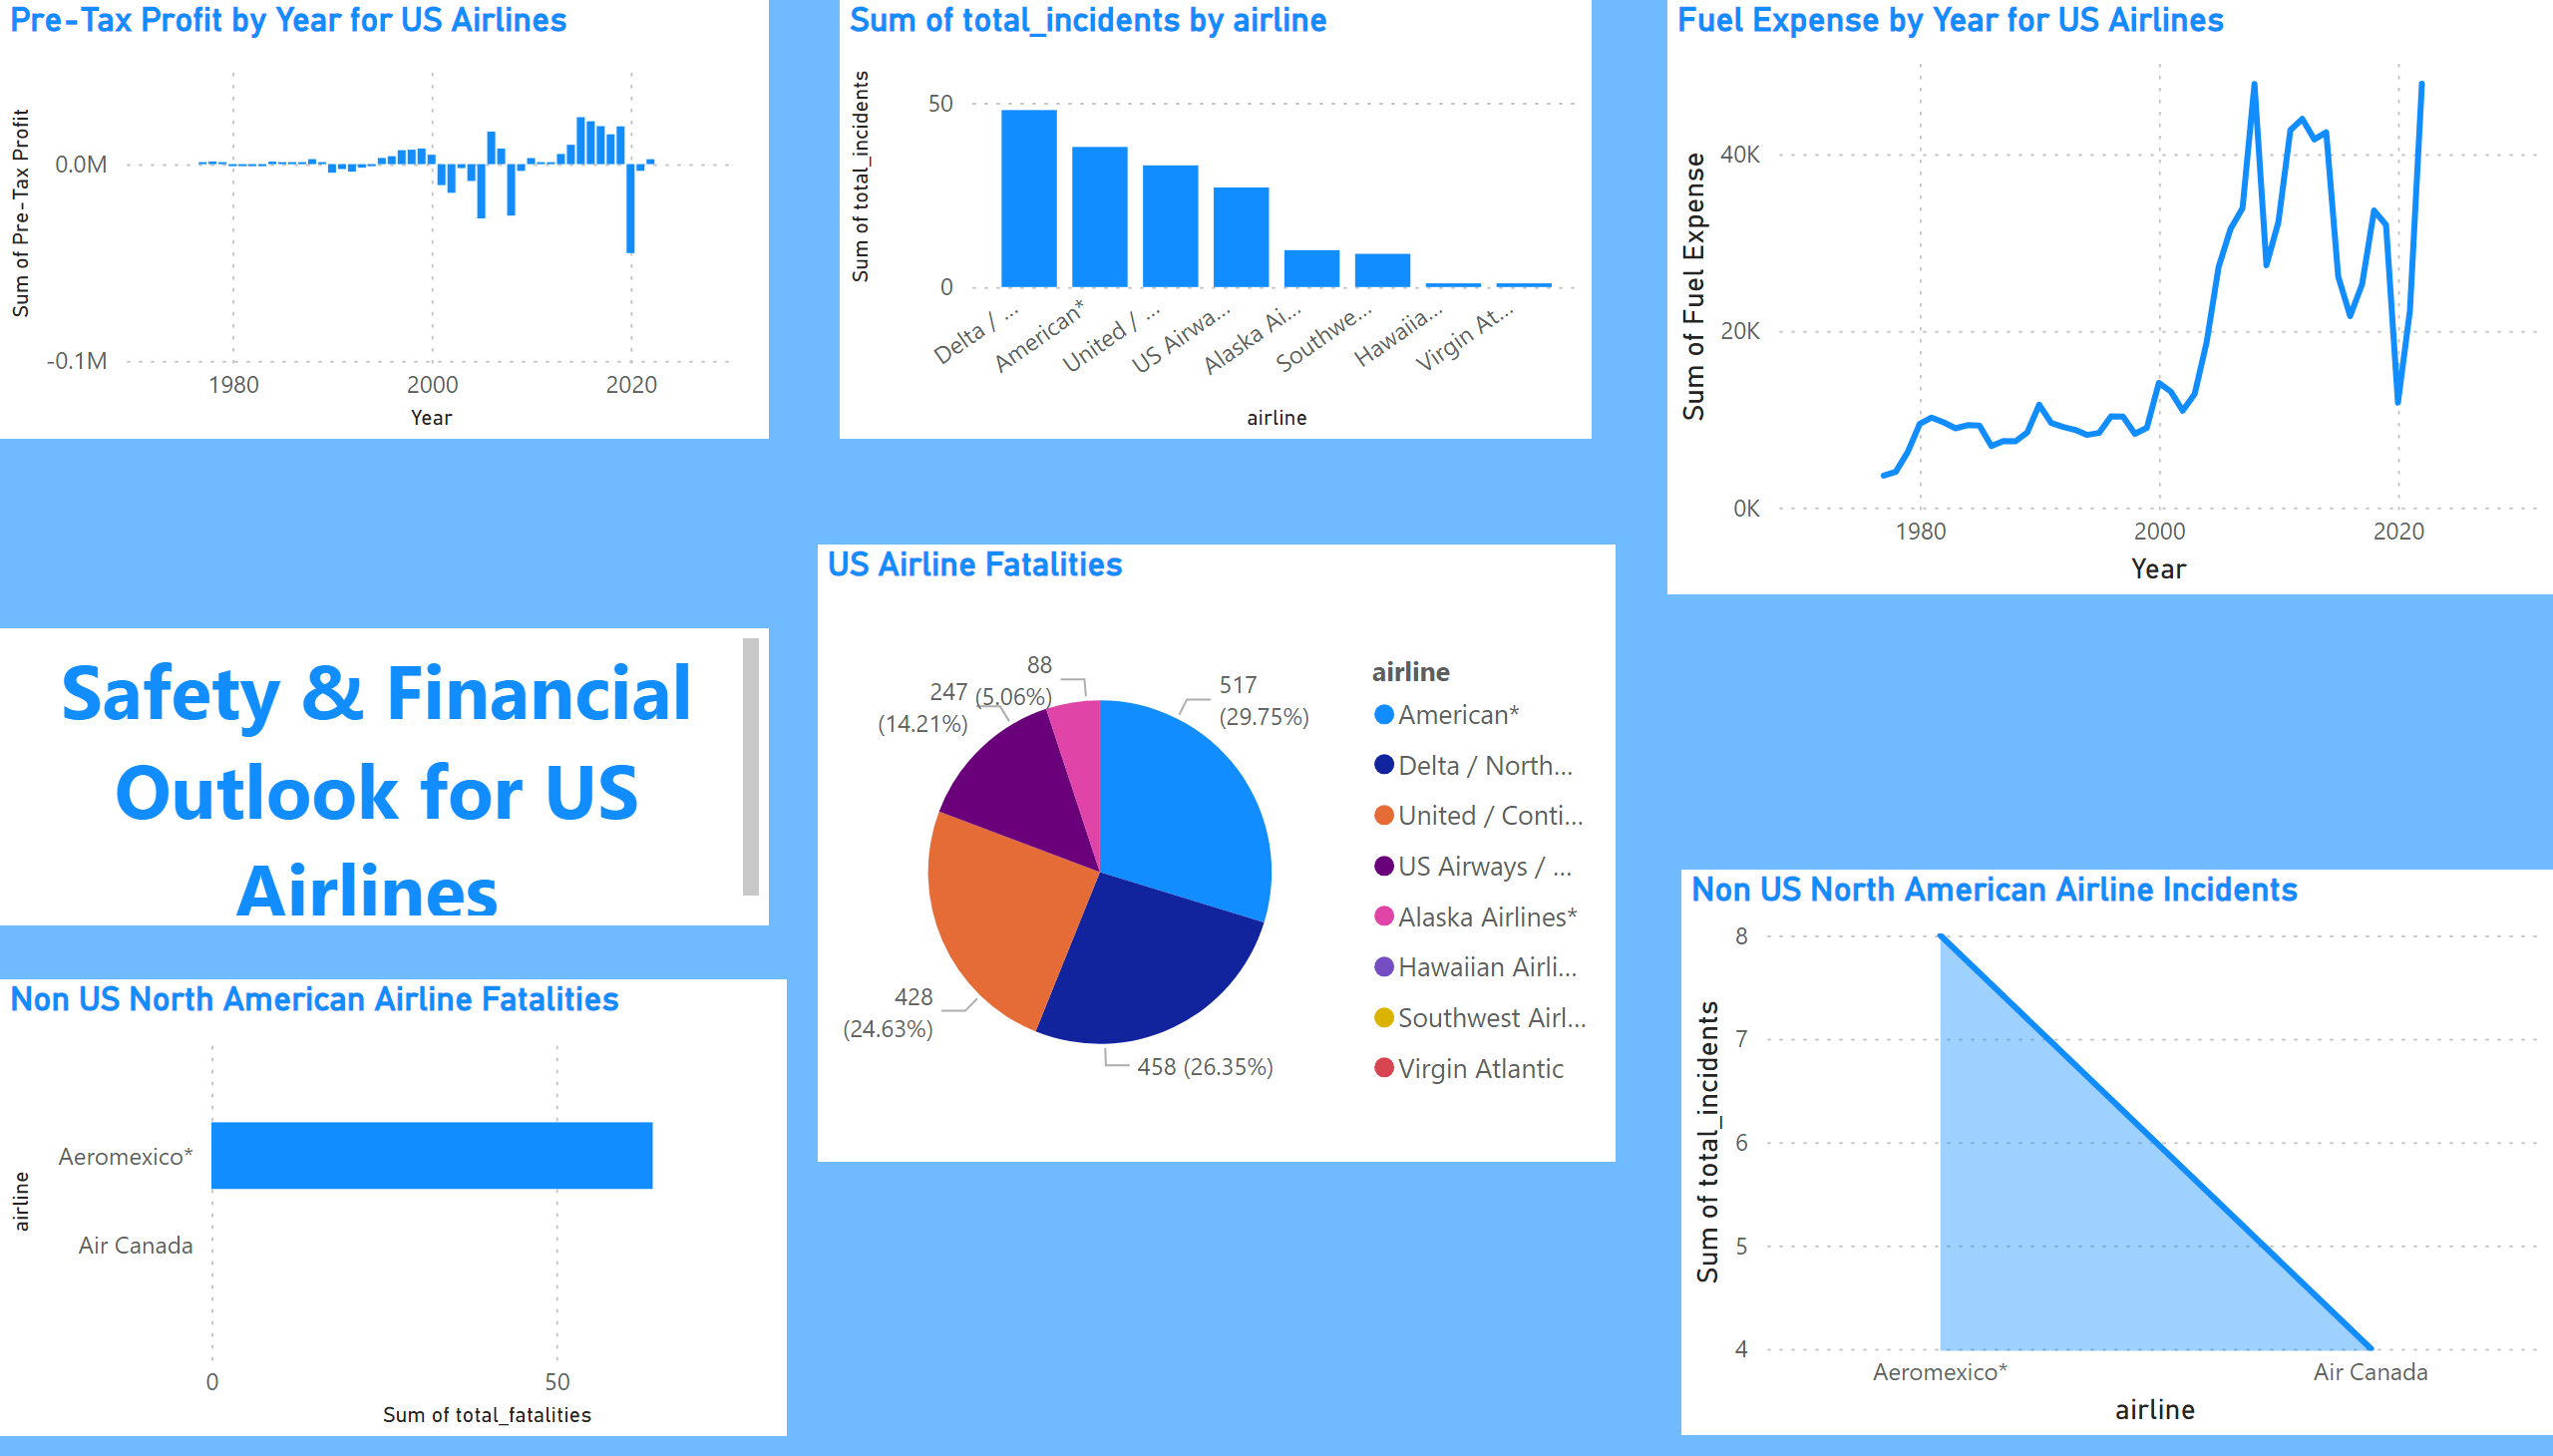 Pre-Tax Profit by Year for US Airlines
Sum of Pre-Tax Profit
0.0M
-0.1M
1980 2000 2020
Year
Sum of total_incidents by airline
Sum of total_incidents
50
0
Delta / ...
American*
United / ...
US Airwa...
Alaska Ai...
Southwe...
Hawaiia...
Virgin At...
airline
Fuel Expense by Year for US Airlines
Sum of Fuel Expense
40K
20K
0K
1980 2000 2020
Year
Safety & Financial
Outlook for US
Airlines
US Airline Fatalities
88
(5.06%)
247
(14.21%)
517
(29.75%)
428
(24.63%)
458 (26.35%)
airline
American*
Delta / North...
United / Conti...
US Airways / ...
Alaska Airlines*
Hawaiian Airli...
Southwest Airl...
Virgin Atlantic
Non US North American Airline Fatalities
airline
Aeromexico*
Air Canada
0 50
Sum of total_fatalities
Non US North American Airline Incidents
Sum of total_incidents
8
7
6
5
4
Aeromexico* Air Canada
airline